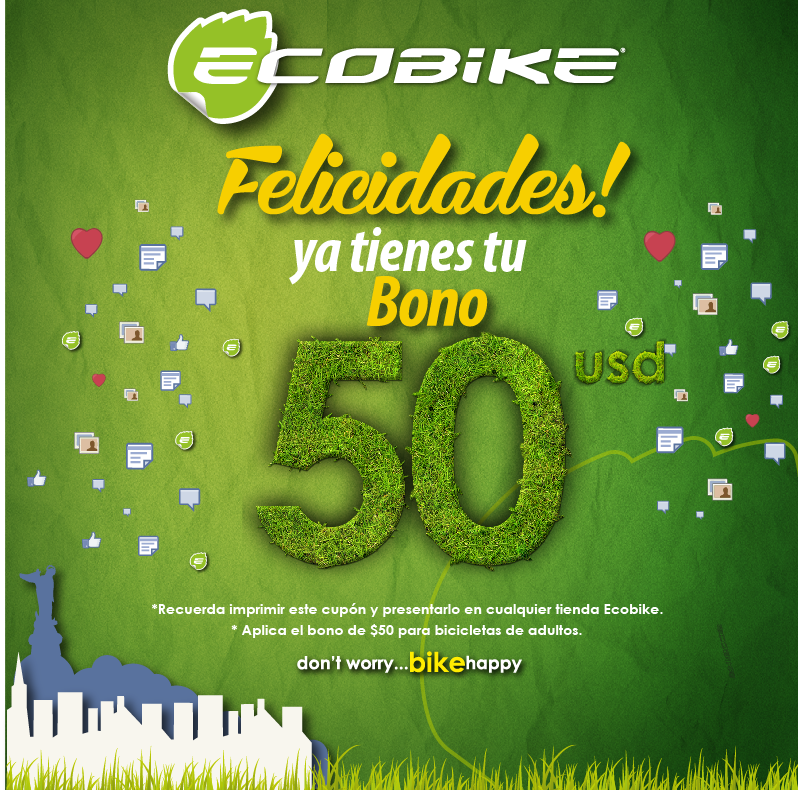 ECOBIKE
Felicidades!
ya tienes tu
Bono
50 usd
*Recuerda imprimir este cupón y presentarlo en cualquier tienda Ecobike.
* Aplica el bono de $50 para bicicletas de adultos.
don't worry...bikehappy